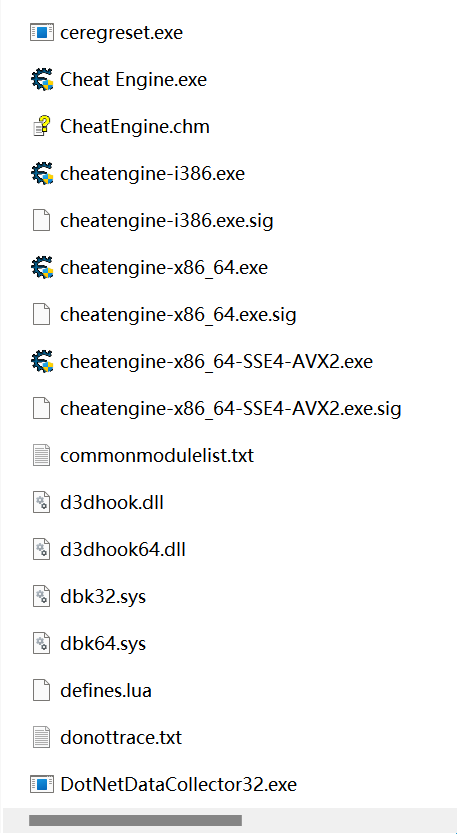 ceregreset.exe
Cheat Engine.exe
CheatEngine.chm
cheatengine-i386.exe
cheatengine-i386.exe.sig
cheatengine-x86_64.exe
cheatengine-x86_64.exe.sig
cheatengine-x86_64-SSE4-AVX2.exe
cheatengine-x86_64-SSE4-AVX2.exe.sig
commonmodulelist.txt
d3dhook.dll
d3dhook64.dll
dbk32.sys
dbk64.sys
defines.lua
donottrace.txt
DotNetDataCollector32.exe